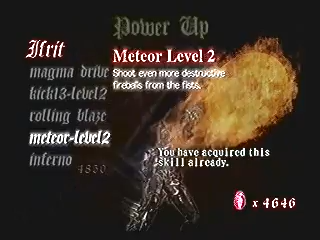 Power Up
Ifrit
Meteor Level 2
magma drive
Shoot even more destructive
fireballs from the fists.
kick13-level2
rolling blaze
meteor-level2
You have acquired this
skill already.
inferno
4850
x 4646